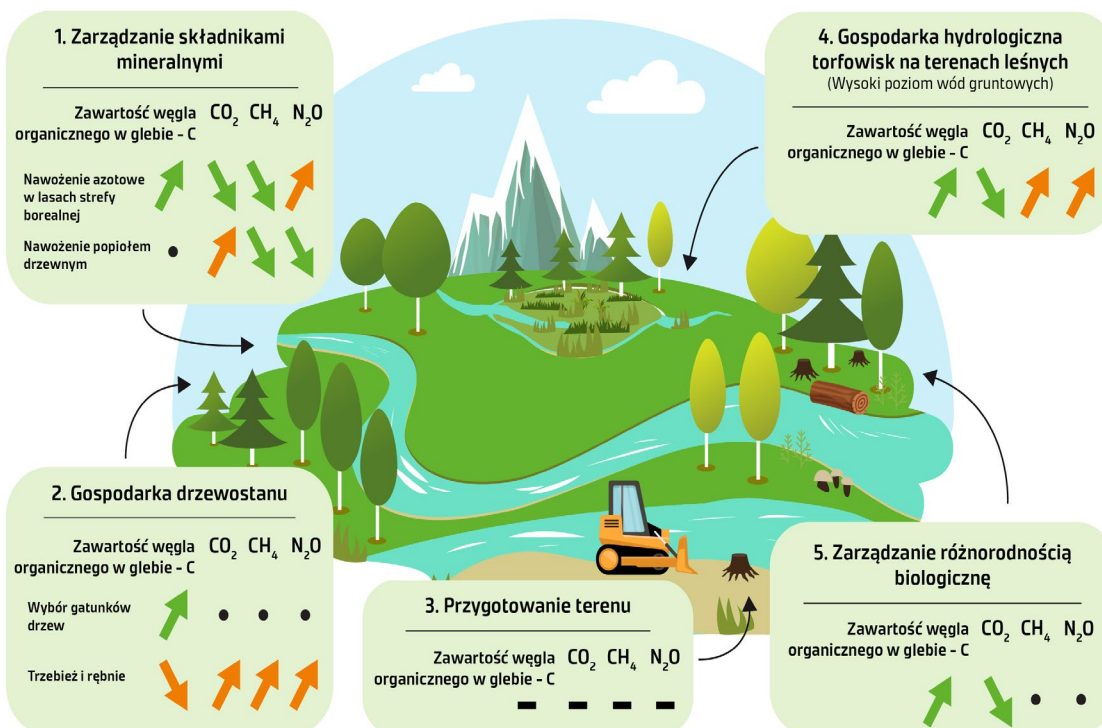 1. Zarządzanie składnikami
mineralnymi
Zawartość węgla CO₂ CH₄ N₂O
organicznego w glebie - C
Nawożenie azotowe
w lasach strefy
borealnej
Nawożenie popiołem
drzewnym
2. Gospodarka drzewostanu
Zawartość węgla CO₂ CH₄ N₂O
organicznego w glebie - C
Wybór gatunków
drzew
Trzebież i rębnie
3. Przygotowanie terenu
Zawartość węgla CO₂ CH₄ N₂O
organicznego w glebie - C
4. Gospodarka hydrologiczna
torfowisk na terenach leśnych
(Wysoki poziom wód gruntowych)
Zawartość węgla CO₂ CH₄ N₂O
organicznego w glebie - C
5. Zarządzanie różnorodnością
biologicznę
Zawartość węgla CO₂ CH₄ N₂O
organicznego w glebie - C